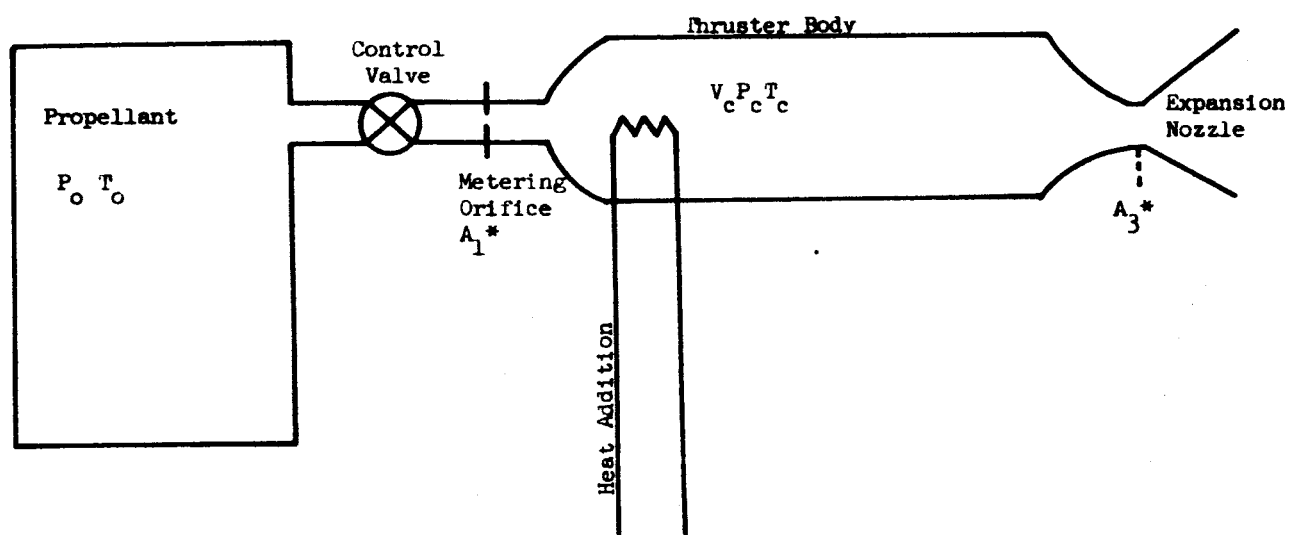 Thruster Body
Control
Valve
Propellant
P_o T_o
V_c P_c T_c
Expansion
Nozzle
Metering
Orifice
A_1*
A_3*
Heat Addition